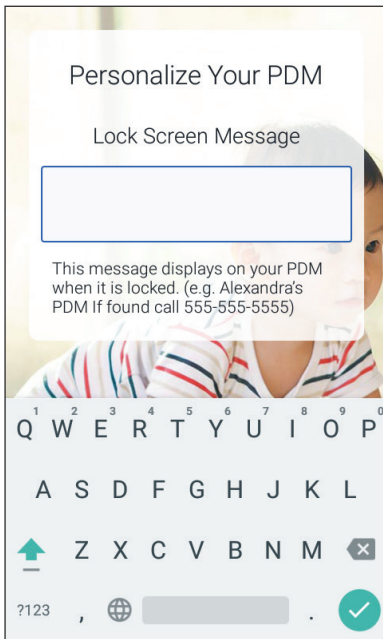 Personalize Your PDM
Lock Screen Message
This message displays on your PDM
when it is locked. (e.g. Alexandra’s
PDM If found call 555-555-5555)
1 2 3 4 5 6 7 8 9 0
Q W E R T Y U I O P
A S D F G H J K L
Z X C V B N M
?123 , .